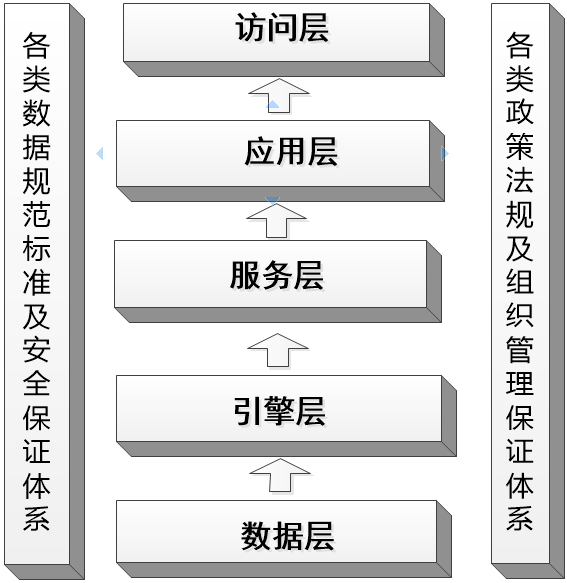 各类数据规范标准及安全保证体系
访问层
应用层
服务层
引擎层
数据层
各类政策法规及组织管理保证体系